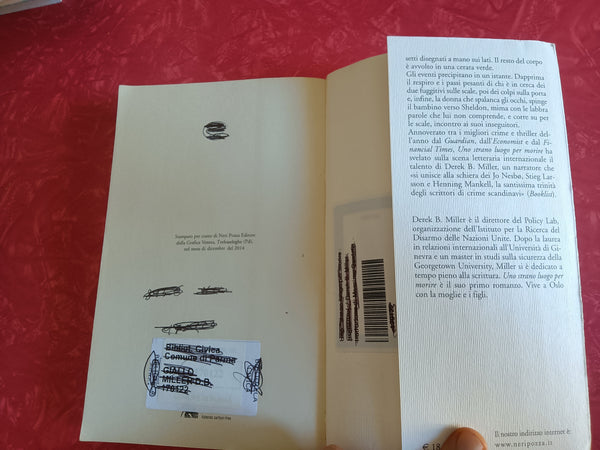 Stampato per conto di Neri Pozza Editore
dalla Grafica Veneta, Trebaseleghe (Pd),
nel mese di dicembre del 2014
Bibliot. Civica
Comune di Parma
GIALLO
MILLER D.B.
uetti disegnati a mano sui lati. Il resto del corpo
è avvolto in una cerata verde.
Gli eventi precipitano in un istante. Dapprima
il respiro e i passi pesanti di chi è in cerca dei
due fuggitivi sulle scale, poi dei colpi sulla porta
e, infine, la donna che spalanca gli occhi, spinge
il bambino verso Sheldon, mima con le labbra
parole che lui non comprende, e corre su per
le scale, incontro ai suoi inseguitori.
Annoverato tra i migliori crime e thriller del-
l'anno dal Guardian, dall'Economist e dal Fi-
nancial Times, Uno strano luogo per morire ha
svelato sulla scena letteraria internazionale il
talento di Derek B. Miller, un narratore che
«si unisce alla schiera dei Jo Nesbø, Stieg Lar-
sson e Henning Mankell, la santissima trinità
degli scrittori di crime scandinavi» (Booklist).
Derek B. Miller è il direttore del Policy Lab,
organizzazione dell'Istituto per la Ricerca del
Disarmo delle Nazioni Unite. Dopo la laurea
in relazioni internazionali all'Università di Gi-
nevra e un master in studi sulla sicurezza della
Georgetown University, Miller si è dedicato a
tempo pieno alla scrittura. Uno strano luogo per
morire è il suo primo romanzo. Vive a Oslo
con la moglie e i figli.
Il nostro indirizzo internet è:
www.neripozza.it
€ 18